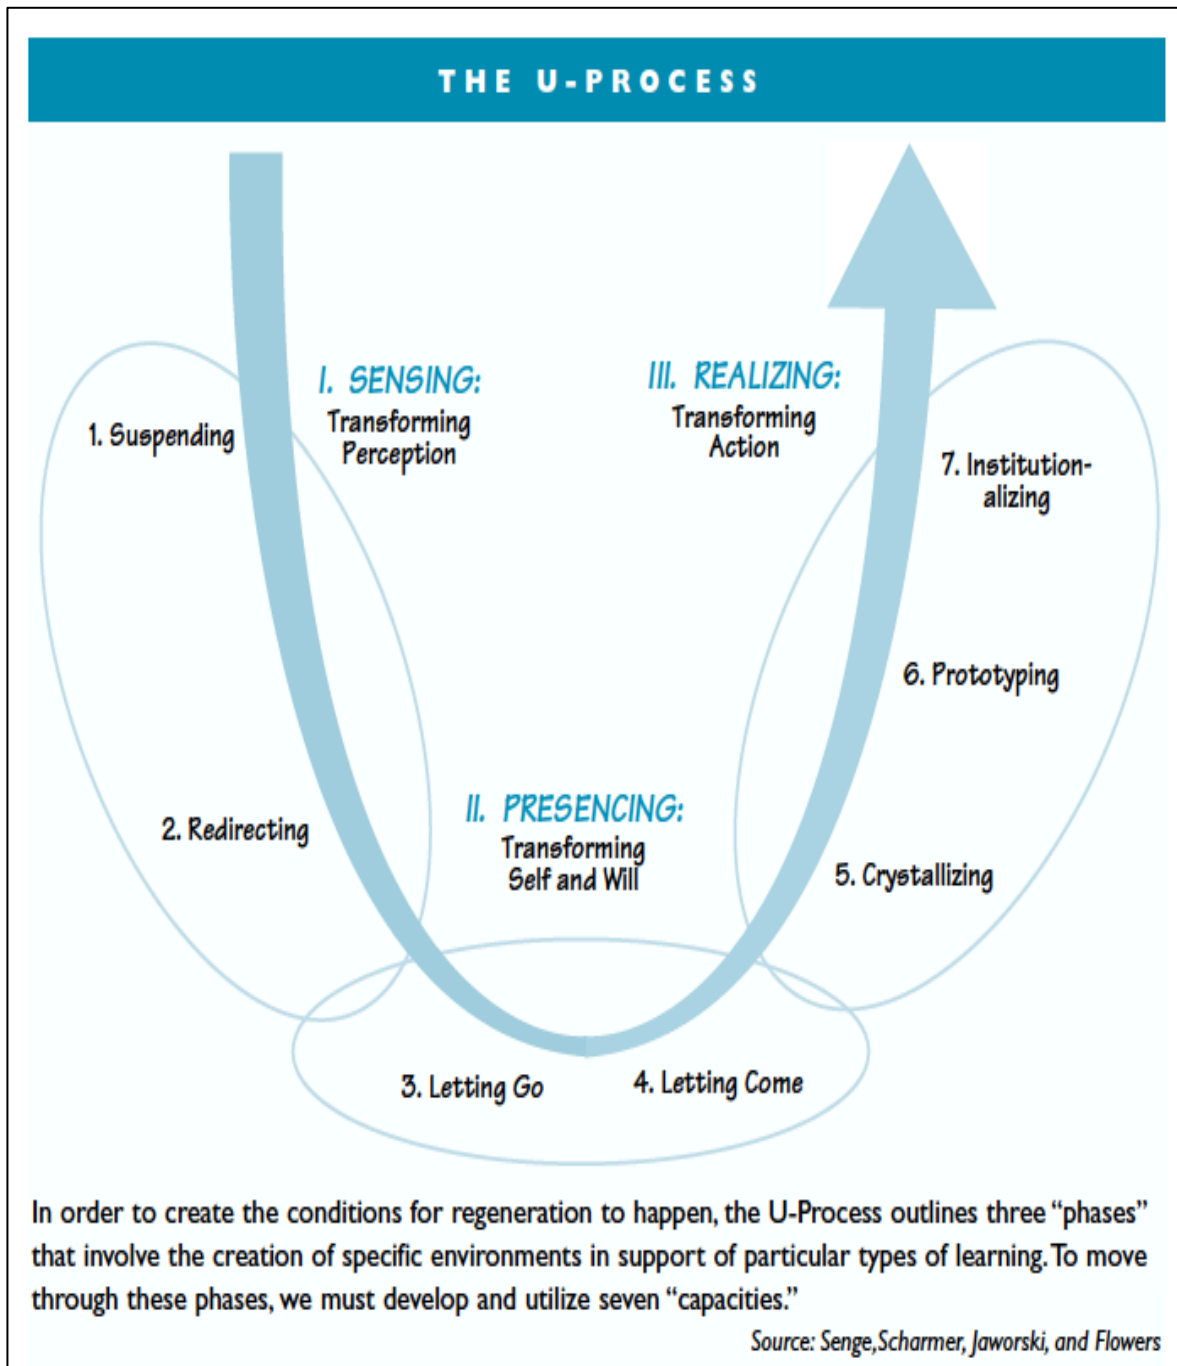 THE U-PROCESS
I. SENSING:
Transforming
Perception
III. REALIZING:
Transforming
Action
1. Suspending
7. Institution-
alizing
6. Prototyping
2. Redirecting
II. PRESENCING:
Transforming
Self and Will
5. Crystallizing
3. Letting Go
4. Letting Come
In order to create the conditions for regeneration to happen, the U-Process outlines three “phases”
that involve the creation of specific environments in support of particular types of learning. To move
through these phases, we must develop and utilize seven “capacities.”
Source: Senge, Scharmer, Jaworski, and Flowers